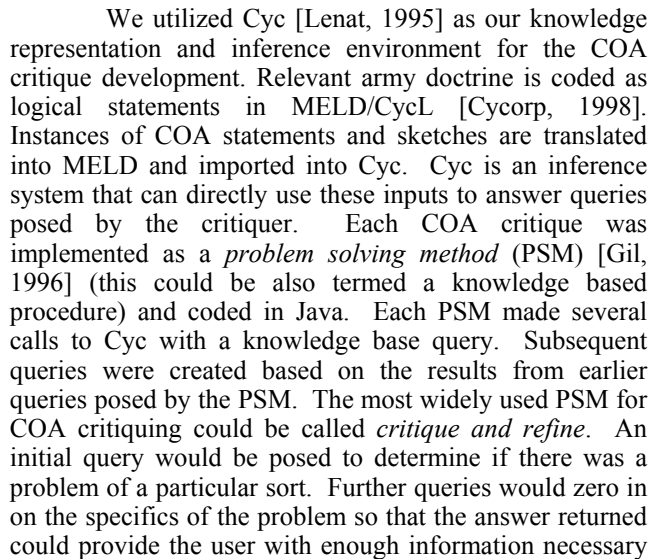 We utilized Cyc [Lenat, 1995] as our knowledge
representation and inference environment for the COA
critique development. Relevant army doctrine is coded as
logical statements in MELD/CycL [Cycorp, 1998].
Instances of COA statements and sketches are translated
into MELD and imported into Cyc. Cyc is an inference
system that can directly use these inputs to answer queries
posed by the critiquer. Each COA critique was
implemented as a problem solving method (PSM) [Gil,
1996] (this could be also termed a knowledge based
procedure) and coded in Java. Each PSM made several
calls to Cyc with a knowledge base query. Subsequent
queries were created based on the results from earlier
queries posed by the PSM. The most widely used PSM for
COA critiquing could be called critique and refine. An
initial query would be posed to determine if there was a
problem of a particular sort. Further queries would zero in
on the specifics of the problem so that the answer returned
could provide the user with enough information necessary